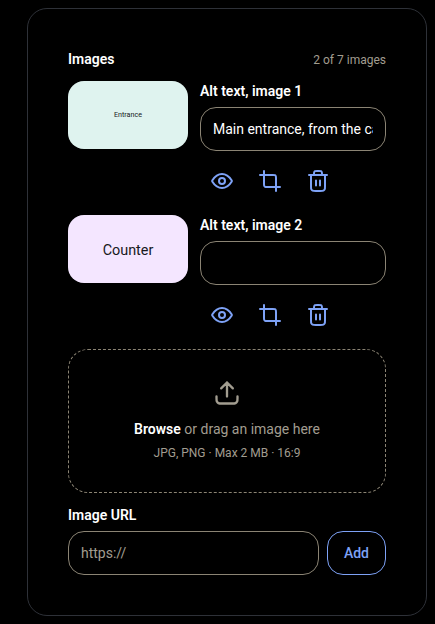 Images
2 of 7 images
Entrance
Alt text, image 1
Main entrance, from the
Counter
Alt text, image 2
Browse or drag an image here
JPG, PNG · Max 2 MB · 16:9
Image URL
https://
Add